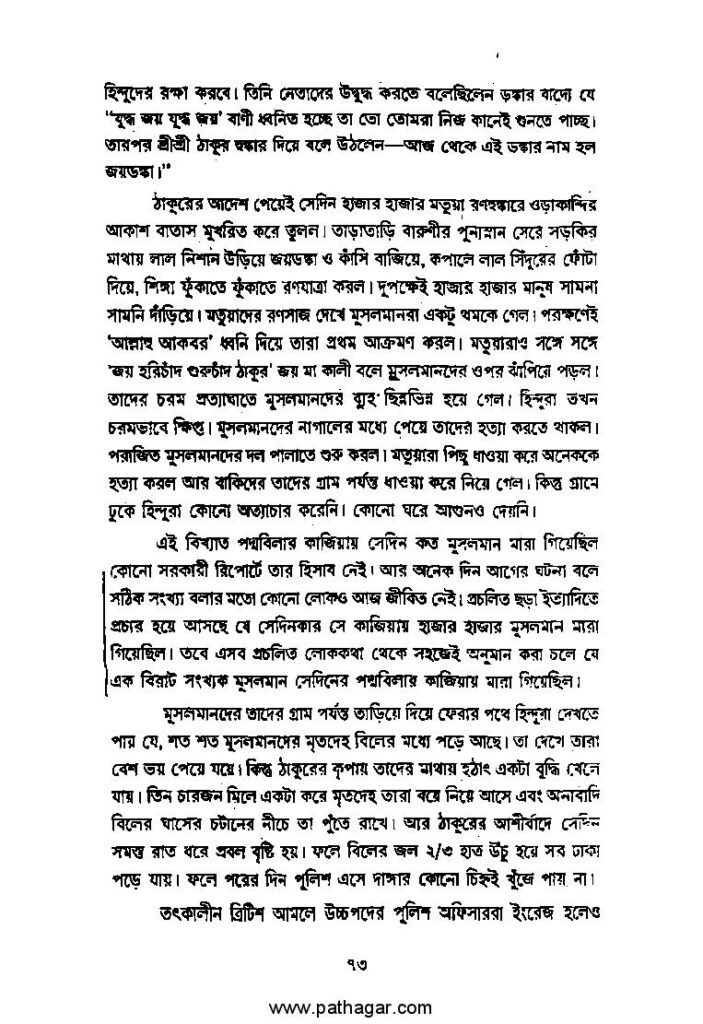 হিন্দুদের রক্ষা করবে। তিনি নেতাদের উদ্বুদ্ধ করতে বলেছিলেন ডঙ্কার বাদ্যে যে
“যুদ্ধ জয় যুদ্ধ জয়’ বাণী ধ্বনিত হচ্ছে তা তো তোমরা নিজ কানেই শুনতে পাচ্ছ।
তারপর শ্রীশ্রী ঠাকুর হুঙ্কার দিয়ে বলে উঠলেন—আজ থেকে এই ডঙ্কার নাম হল
জয়ডঙ্কা।”
ঠাকুরের আদেশ পেয়েই সেদিন হাজার হাজার মতুয়া রণহুঙ্কারে ওড়াকান্দির
আকাশ বাতাস মুখরিত করে তুলল। তাড়াতাড়ি বারুণীর পুনাস্নান সেরে সড়কির
মাথায় লাল নিশান উড়িয়ে জয়ডঙ্কা ও কাঁসি বাজিয়ে, কপালে লাল সিঁদুরের ফোঁটা
দিয়ে, শিঙ্গা ফুঁকাতে ফুঁকাতে রণযাত্রা করল। দুপক্ষেই হাজার হাজার মানুষ সামনা
সামনি দাঁড়িয়ে। মতুয়াদের রণসাজ দেখে মুসলমানরা একটু থমকে গেল। পরক্ষণেই
‘আল্লাহু আকবর’ ধ্বনি দিয়ে তারা প্রথম আক্রমণ করল। মতুয়ারাও সঙ্গে সঙ্গে
‘জয় হরিচাঁদ গুরুচাঁদ ঠাকুর’ জয় মা কালী বলে মুসলমানদের ওপর ঝাঁপিয়ে পড়ল।
তাদের চরম প্রত্যাঘাতে মুসলমানদের ব্যুহ ছিন্নভিন্ন হয়ে গেল। হিন্দুরা তখন
চরমভাবে ক্ষিপ্ত। মুসলমানদের নাগালের মধ্যে পেয়ে তাদের হত্যা করতে থাকল।
পরাজিত মুসলমানদের দল পালাতে শুরু করল। মতুয়ারা পিছু ধাওয়া করে অনেককে
হত্যা করল আর বাকিদের তাদের গ্রাম পর্যন্ত ধাওয়া করে নিয়ে গেল। কিন্তু গ্রামে
ঢুকে হিন্দুরা কোনো অত্যাচার করেনি। কোনো ঘরে আগুনও দেয়নি।
এই বিখ্যাত পদ্মবিলার কাজিয়ায় সেদিন কত মুসলমান মারা গিয়েছিল
কোনো সরকারী রিপোর্টে তার হিসাব নেই। আর অনেক দিন আগের ঘটনা বলে
সঠিক সংখ্যা বলার মতো কোনো লোকও আজ জীবিত নেই। প্রচলিত ছড়া ইত্যাদিতে
প্রচার হয়ে আসছে যে সেদিনকার সে কাজিয়ায় হাজার হাজার মুসলমান মারা
গিয়েছিল। তবে এসব প্রচলিত লোককথা থেকে সহজেই অনুমান করা চলে যে
এক বিরাট সংখ্যক মুসলমান সেদিনের পদ্মবিলায় কাজিয়ায় মারা গিয়েছিল।
মুসলমানদের তাদের গ্রাম পর্যন্ত তাড়িয়ে দিয়ে ফেরার পথে হিন্দুরা দেখতে
পায় যে, শত শত মুসলমানদের মৃতদেহ বিলের মধ্যে পড়ে আছে। তা দেখে তারা
বেশ ভয় পেয়ে যায়। কিন্তু ঠাকুরের কৃপায় তাদের মাথায় হঠাৎ একটা বুদ্ধি খেলে
যায়। তিন চারজন মিলে একটা করে মৃতদেহ তারা বয়ে নিয়ে আসে এবং অনাবাদি
বিলের ঘাসের চটানের নীচে তা পুঁতে রাখে। আর ঠাকুরের আশীর্বাদে সেদিন
সমস্ত রাত ধরে প্রবল বৃষ্টি হয়। ফলে বিলের জল ২/৩ হাত উঁচু হয়ে সব ঢাকা
পড়ে যায়। ফলে পরের দিন পুলিশ এসে দাঙ্গার কোনো চিহ্নই খুঁজে পায় না।
তৎকালীন ব্রিটিশ আমলে উচ্চপদের পুলিশ অফিসাররা ইংরেজ হলেও
৭৩
www.pathagar.com